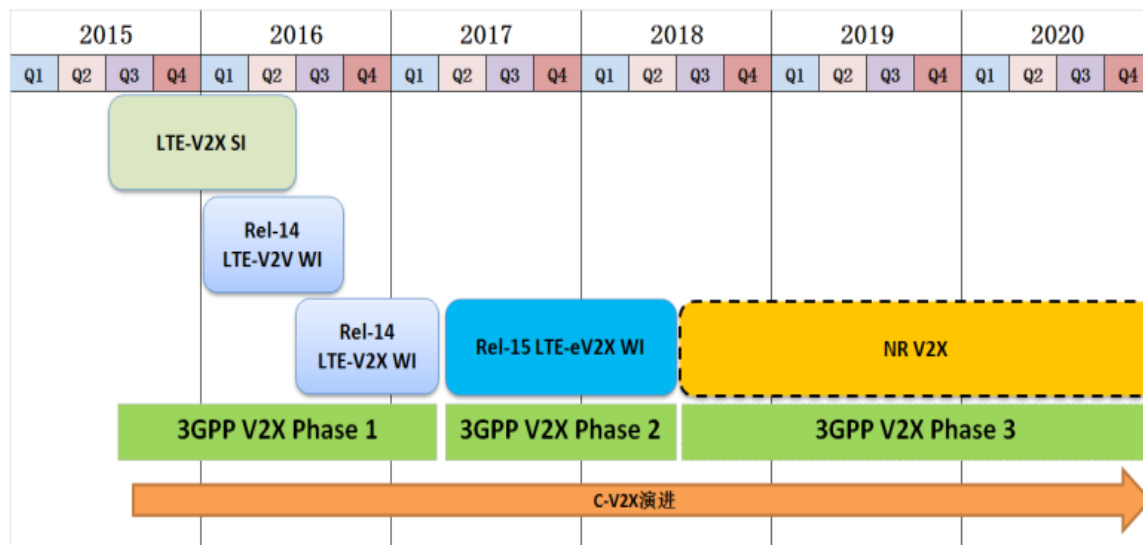 2015 2016 2017 2018 2019 2020
Q1 Q2 Q3 Q4 Q1 Q2 Q3 Q4 Q1 Q2 Q3 Q4 Q1 Q2 Q3 Q4 Q1 Q2 Q3 Q4 Q1 Q2 Q3 Q4
LTE-V2X SI
Rel-14
LTE-V2V WI
Rel-14
LTE-V2X WI
Rel-15 LTE-eV2X WI
NR V2X
3GPP V2X Phase 1 3GPP V2X Phase 2 3GPP V2X Phase 3
C-V2X演进